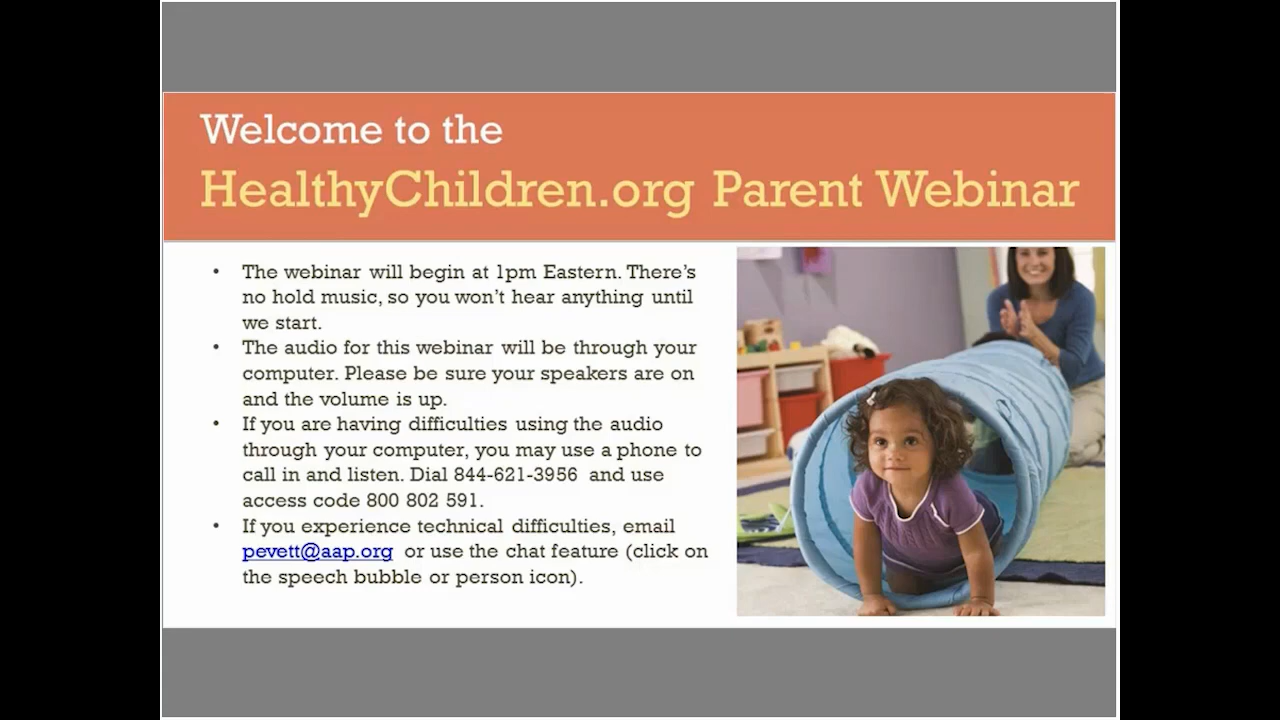 Welcome to the
HealthyChildren.org Parent Webinar
• The webinar will begin at 1pm Eastern. There's
no hold music, so you won't hear anything until
we start.
• The audio for this webinar will be through your
computer. Please be sure your speakers are on
and the volume is up.
• If you are having difficulties using the audio
through your computer, you may use a phone to
call in and listen. Dial 844-621-3956 and use
access code 800 802 591.
• If you experience technical difficulties, email
pevett@aap.org or use the chat feature (click on
the speech bubble or person icon).